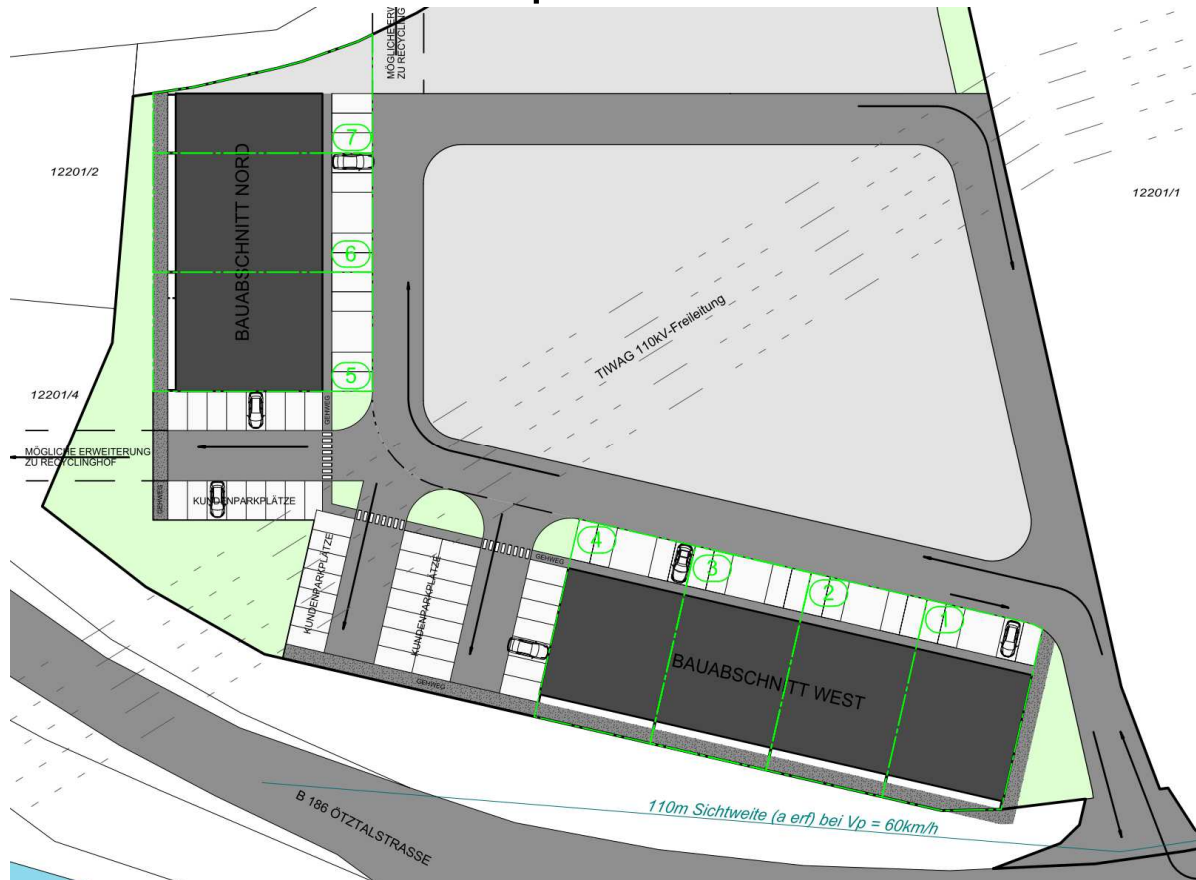 MÖGLICHE ERW
ZU RECYCLING
12201/2
12201/1
7
BAUABSCHNITT NORD
6
TIWAG 110kV-Freileitung
5
12201/4
GEHWEG
MÖGLICHE ERWEITERUNG
ZU RECYCLINGHOF
GEHWEG
KUNDENPARKPLÄTZE
KUNDENPARKPLÄTZE
KUNDENPARKPLÄTZE
GEHWEG
GEHWEG
4
3
2
1
BAUABSCHNITT WEST
B 186 ÖTZTALSTRASSE
110m Sichtweite (a erf) bei Vp = 60km/h